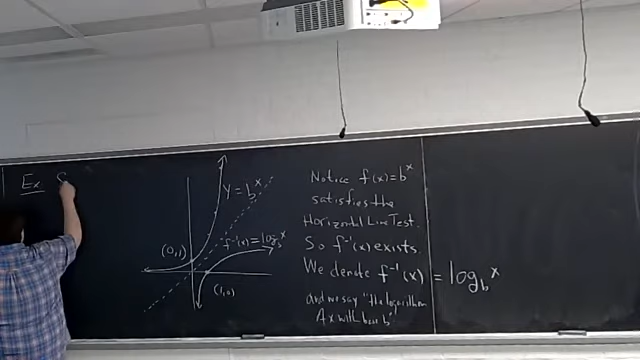 Ex
Y = b^x
f⁻¹(x) = log_b x
(0,1)
(1,0)
Notice f(x) = b^x
satisfies the
Horizontal Line Test.
So f⁻¹(x) exists.
We denote f⁻¹(x) = log_b x
and we say "the logarithm
x with base b"